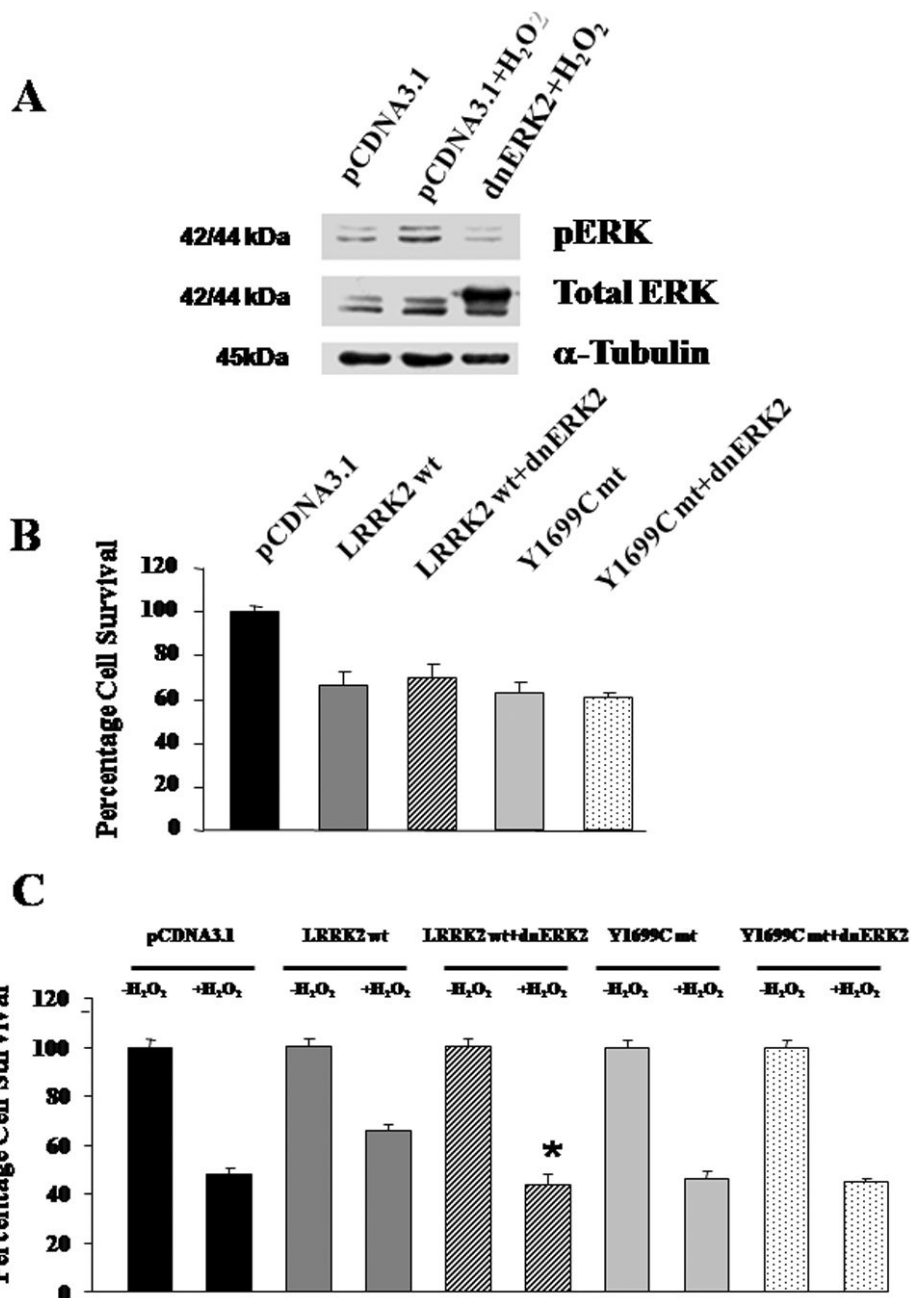 A
pCDNA3.1
pCDNA3.1+H₂O₂
dnERK2+H₂O₂
42/44 kDa
pERK
42/44 kDa
Total ERK
45kDa
α-Tubulin
B
pCDNA3.1
LRRK2 wt
LRRK2 wt+dnERK2
Y1699C mt
Y1699C mt+dnERK2
Percentage Cell Survival
120
100
80
60
40
20
0
C
pCDNA3.1 LRRK2 wt LRRK2 wt+dnERK2 Y1699C mt Y1699C mt+dnERK2
-H₂O₂ +H₂O₂ -H₂O₂ +H₂O₂ -H₂O₂ +H₂O₂ -H₂O₂ +H₂O₂ -H₂O₂ +H₂O₂
Percentage Cell Survival
120
100
80
60
40
20
0
*